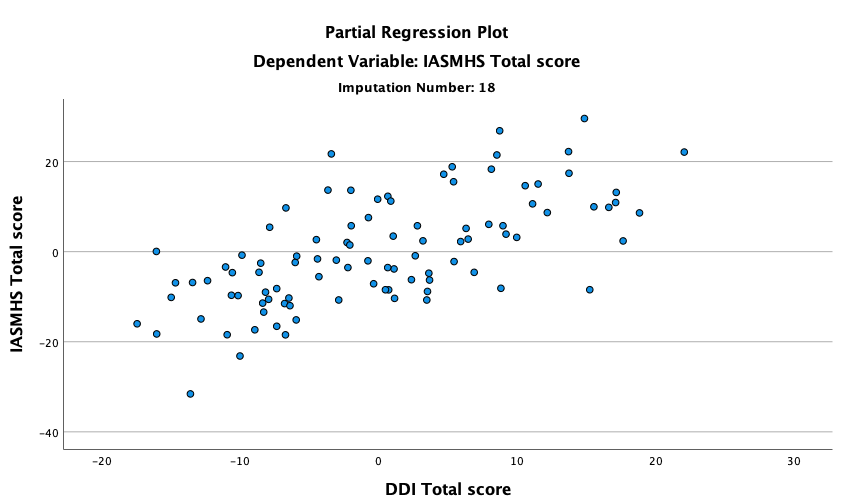 Partial Regression Plot
Dependent Variable: IASMHS Total score
Imputation Number: 18
IASMHS Total score
20
0
-20
-40
-20 -10 0 10 20 30
DDI Total score